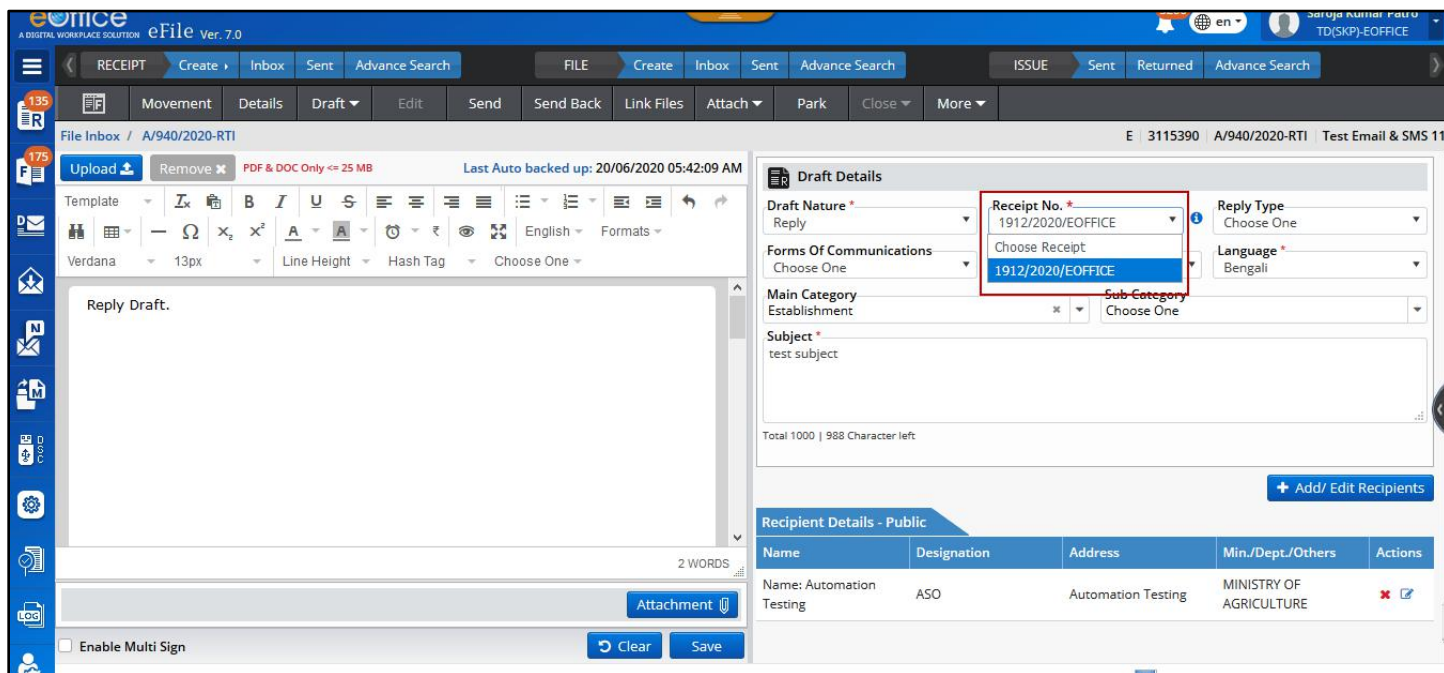 eOffice
A DIGITAL WORKPLACE SOLUTION eFile Ver. 7.0
en
Saroja Kumar Patro
TD(SKP)-EOFFICE
RECEIPT Create Inbox Sent Advance Search FILE Create Inbox Sent Advance Search ISSUE Sent Returned Advance Search
135
R
Movement Details Draft Edit Send Send Back Link Files Attach Park Close More
File Inbox / A/940/2020-RTI
E 3115390 A/940/2020-RTI Test Email & SMS 11
175
F
Upload Remove PDF & DOC Only <= 25 MB Last Auto backed up: 20/06/2020 05:42:09 AM
Template B I U S
English Formats
Verdana 13px Line Height Hash Tag Choose One
Reply Draft.
2 WORDS
Attachment
Enable Multi Sign Clear Save
D
N
M
DSC
LOG
Draft Details
Draft Nature * Receipt No. * Reply Type
Reply 1912/2020/EOFFICE Choose One
Choose Receipt
1912/2020/EOFFICE
Forms Of Communications Language *
Choose One Bengali
Main Category Sub Category
Establishment Choose One
Subject *
test subject
Total 1000 | 988 Character left
+ Add/ Edit Recipients
Recipient Details - Public
Name Designation Address Min./Dept./Others Actions
Name: Automation Testing ASO Automation Testing MINISTRY OF AGRICULTURE